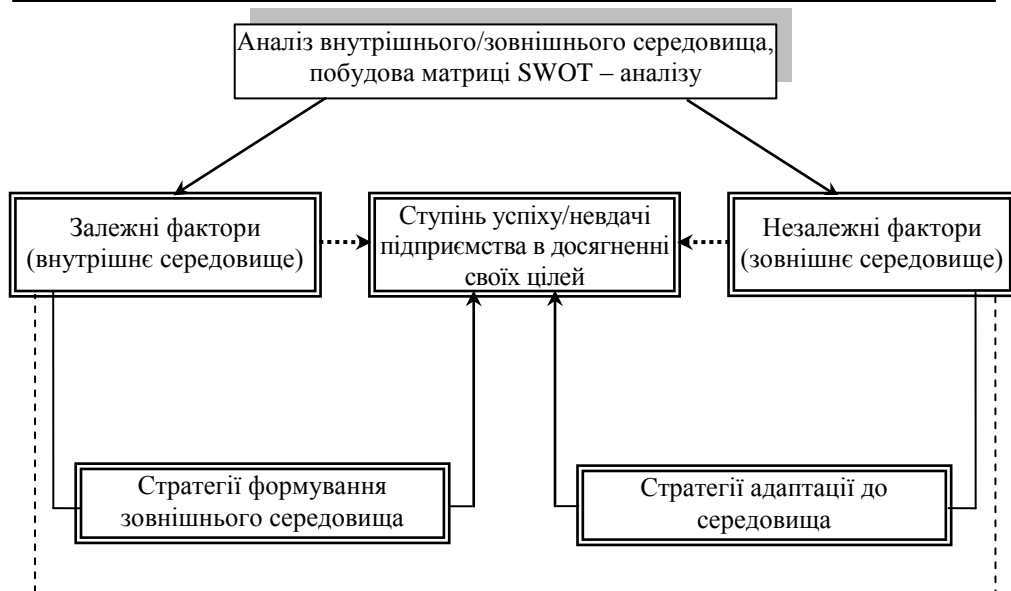 Аналіз внутрішнього/зовнішнього середовища,
побудова матриці SWOT – аналізу
Залежні фактори
(внутрішнє середовище)
Ступінь успіху/невдачі
підприємства в досягненні
своїх цілей
Незалежні фактори
(зовнішнє середовище)
Стратегії формування
зовнішнього середовища
Стратегії адаптації до
середовища